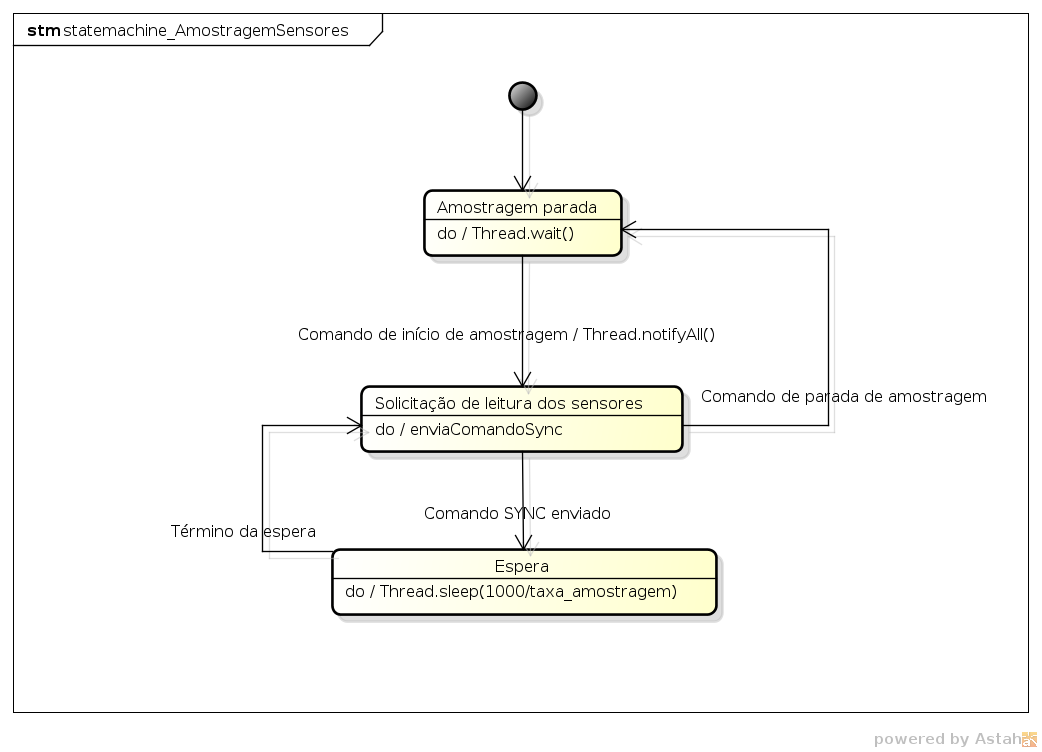 stm statemachine_AmostragemSensores
Amostragem parada
do / Thread.wait()
Comando de início de amostragem / Thread.notifyAll()
Solicitação de leitura dos sensores
do / enviaComandoSync
Comando de parada de amostragem
Comando SYNC enviado
Término da espera
Espera
do / Thread.sleep(1000/taxa_amostragem)
powered by Astah